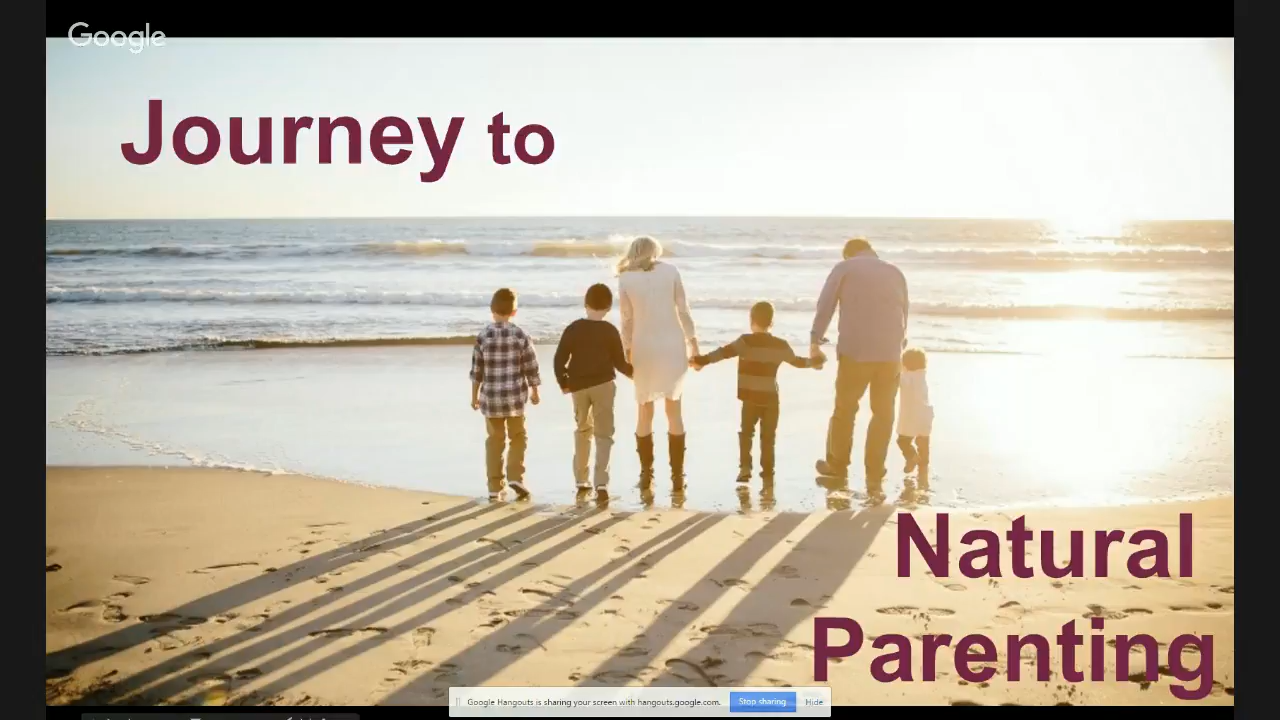 Google
Journey to
Natural
Parenting
Google Hangouts is sharing your screen with hangouts.google.com.
Stop sharing
Hide